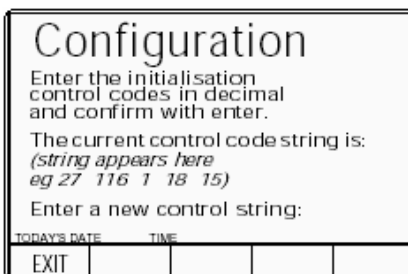 Configuration
Enter the initialisation
control codes in decimal
and confirm with enter.
The current control code string is:
(string appears here
eg 27 116 1 18 15)
Enter a new control string:
TODAY'S DATE TIME
EXIT